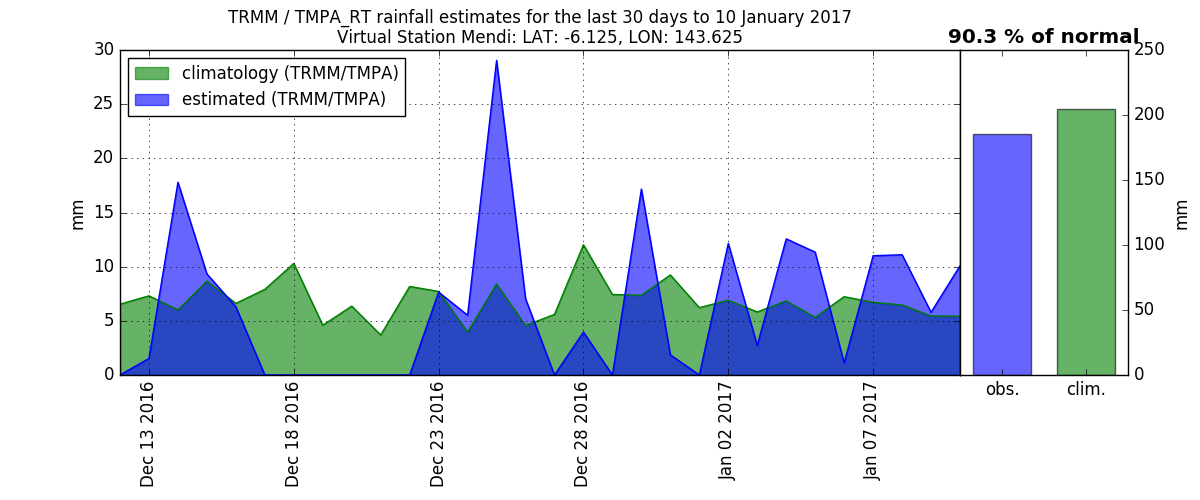 TRMM / TMPA_RT rainfall estimates for the last 30 days to 10 January 2017
Virtual Station Mendi: LAT: -6.125, LON: 143.625
90.3 % of normal
climatology (TRMM/TMPA)
estimated (TRMM/TMPA)
30
25
20
15
10
5
0
mm
Dec 13 2016
Dec 18 2016
Dec 23 2016
Dec 28 2016
Jan 02 2017
Jan 07 2017
250
200
150
100
50
0
mm
obs.
clim.